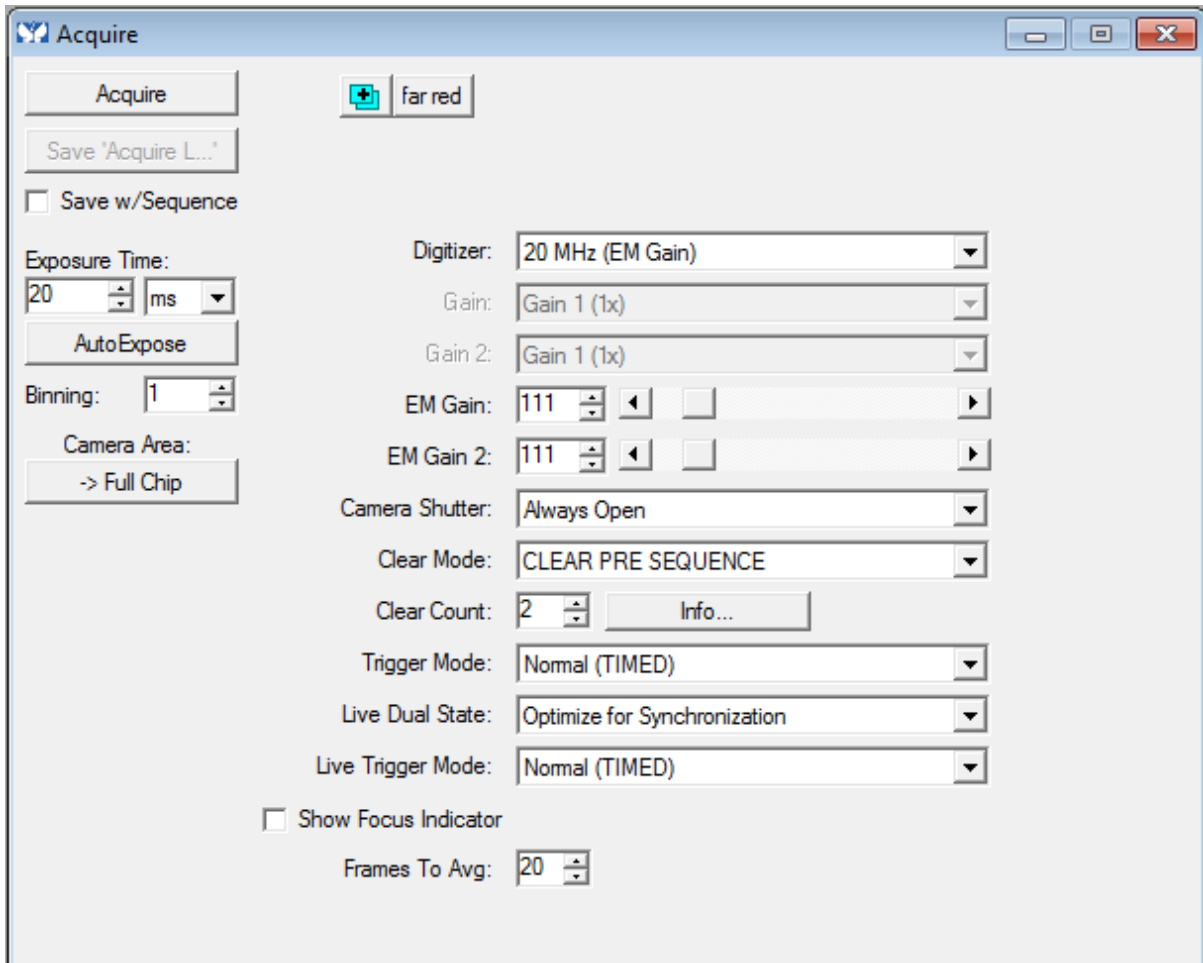 Acquire
Acquire
far red
Save 'Acquire L...'
Save w/Sequence
Exposure Time:
20 ms
AutoExpose
Binning: 1
Camera Area:
-> Full Chip
Digitizer: 20 MHz (EM Gain)
Gain: Gain 1 (1x)
Gain 2: Gain 1 (1x)
EM Gain: 111
EM Gain 2: 111
Camera Shutter: Always Open
Clear Mode: CLEAR PRE SEQUENCE
Clear Count: 2 Info...
Trigger Mode: Normal (TIMED)
Live Dual State: Optimize for Synchronization
Live Trigger Mode: Normal (TIMED)
Show Focus Indicator
Frames To Avg: 20